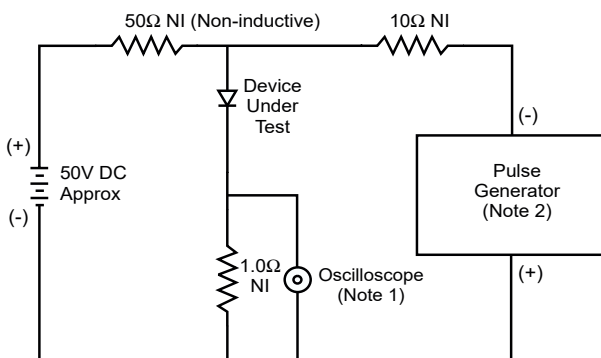 50Ω NI (Non-inductive)
10Ω NI
Device
Under
Test
(-)
(+)
50V DC
Approx
(-)
Pulse
Generator
(Note 2)
1.0Ω
NI
Oscilloscope
(Note 1)
(+)